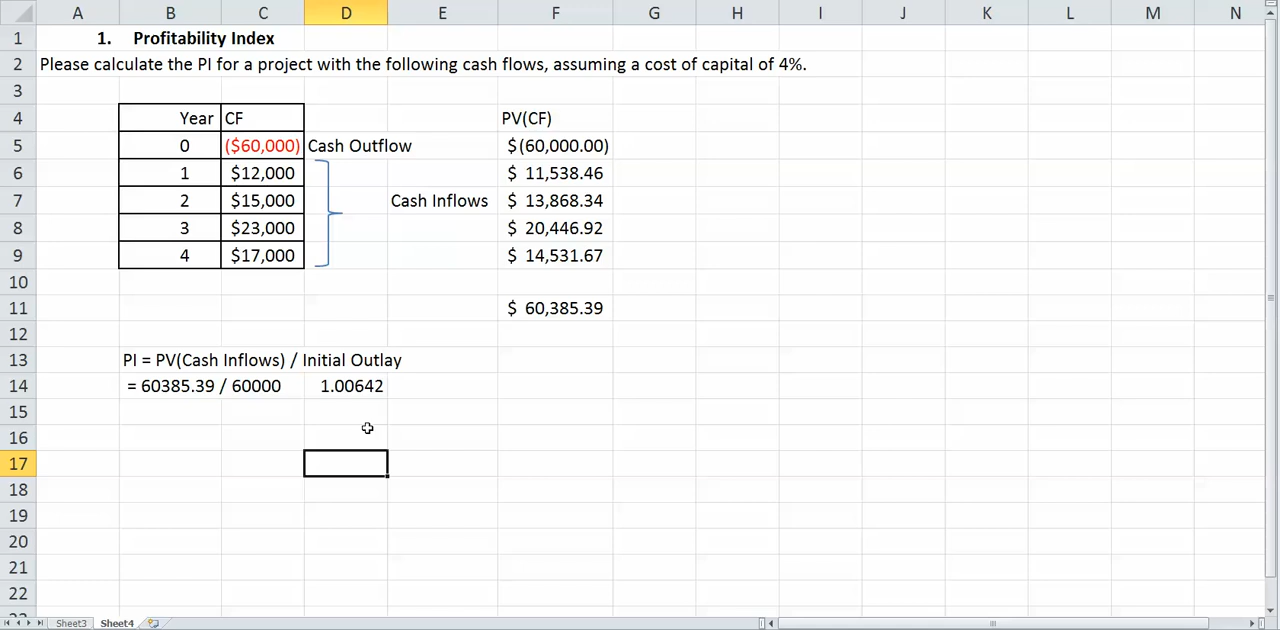 A B C D E F G H I J K L M N
1 1. Profitability Index
2 Please calculate the PI for a project with the following cash flows, assuming a cost of capital of 4%.
3
4 Year CF PV(CF)
5 0 ($60,000) Cash Outflow $(60,000.00)
6 1 $12,000 $ 11,538.46
7 2 $15,000 Cash Inflows $ 13,868.34
8 3 $23,000 $ 20,446.92
9 4 $17,000 $ 14,531.67
10
11 $ 60,385.39
12
13 PI = PV(Cash Inflows) / Initial Outlay
14 = 60385.39 / 60000 1.00642
15
16
17
18
19
20
21
22
Sheet3 Sheet4